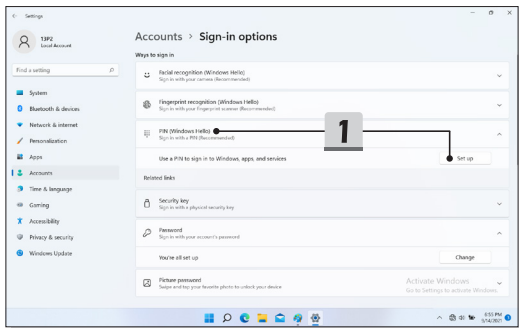 Settings
13P2
Local Account
Find a setting
System
Bluetooth & devices
Network & internet
Personalization
Apps
Accounts
Time & language
Gaming
Accessibility
Privacy & security
Windows Update
Accounts > Sign-in options
Ways to sign in
Facial recognition (Windows Hello)
Sign in with your camera (Recommended)
Fingerprint recognition (Windows Hello)
Sign in with your fingerprint scanner (Recommended)
PIN (Windows Hello)
Sign in with a PIN (Recommended)
1
Use a PIN to sign in to Windows, apps, and services
Set up
Related links
Security key
Sign in with a physical security key
Password
Sign in with your account's password
You're all set up
Change
Picture password
Swipe and tap your favorite photo to unlock your device
Activate Windows
Go to Settings to activate Windows.
6:55 PM
5/14/2021